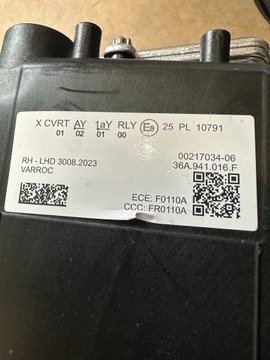 X CVRT AY 1aY RLY E8 25 PL 10791
01 02 01 00
00217034-06
RH - LHD 3008.2023 36A.941.016.F
VARROC
ECE: F0110A
CCC: FR0110A